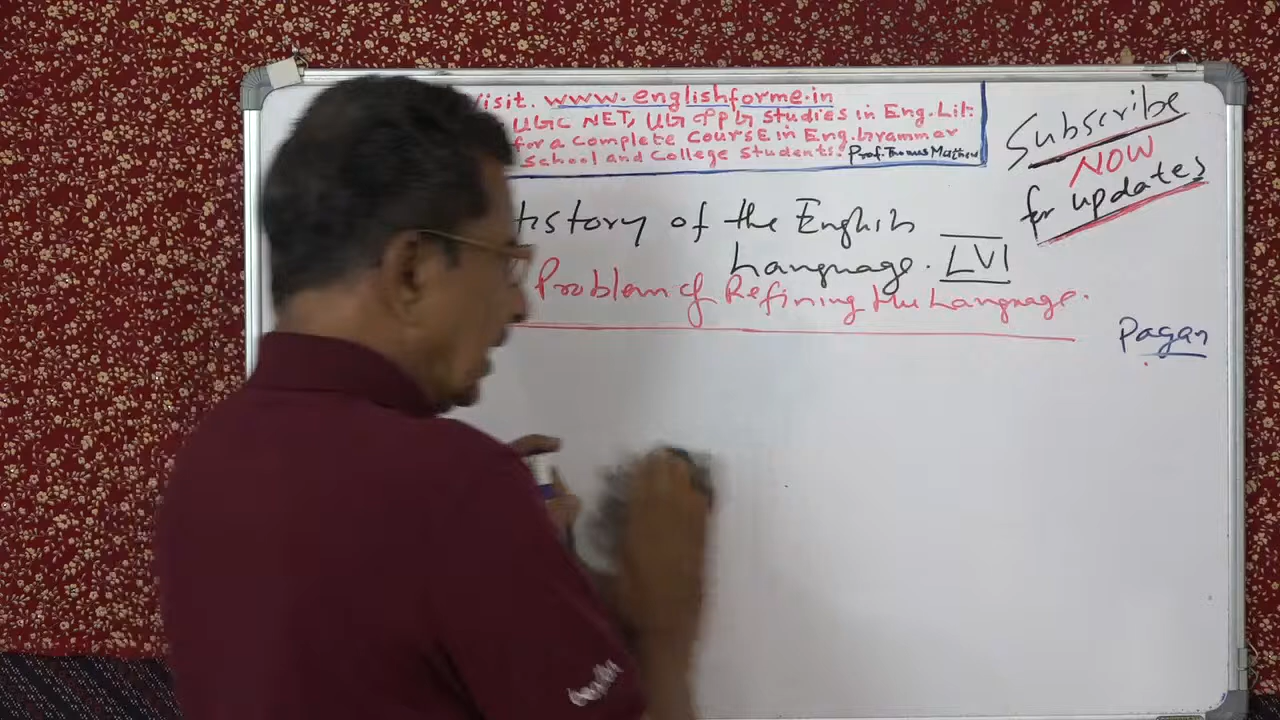 Visit. www.englishforme.in
UGC NET, UG & PG Studies in Eng. Lit:
for a complete course in Eng. Grammar
School and College Students. Prof. Thomas Mathew
Subscribe
NOW
for updates
History of the English
Language. LVI
Problem of Refining the Language.
Pagan